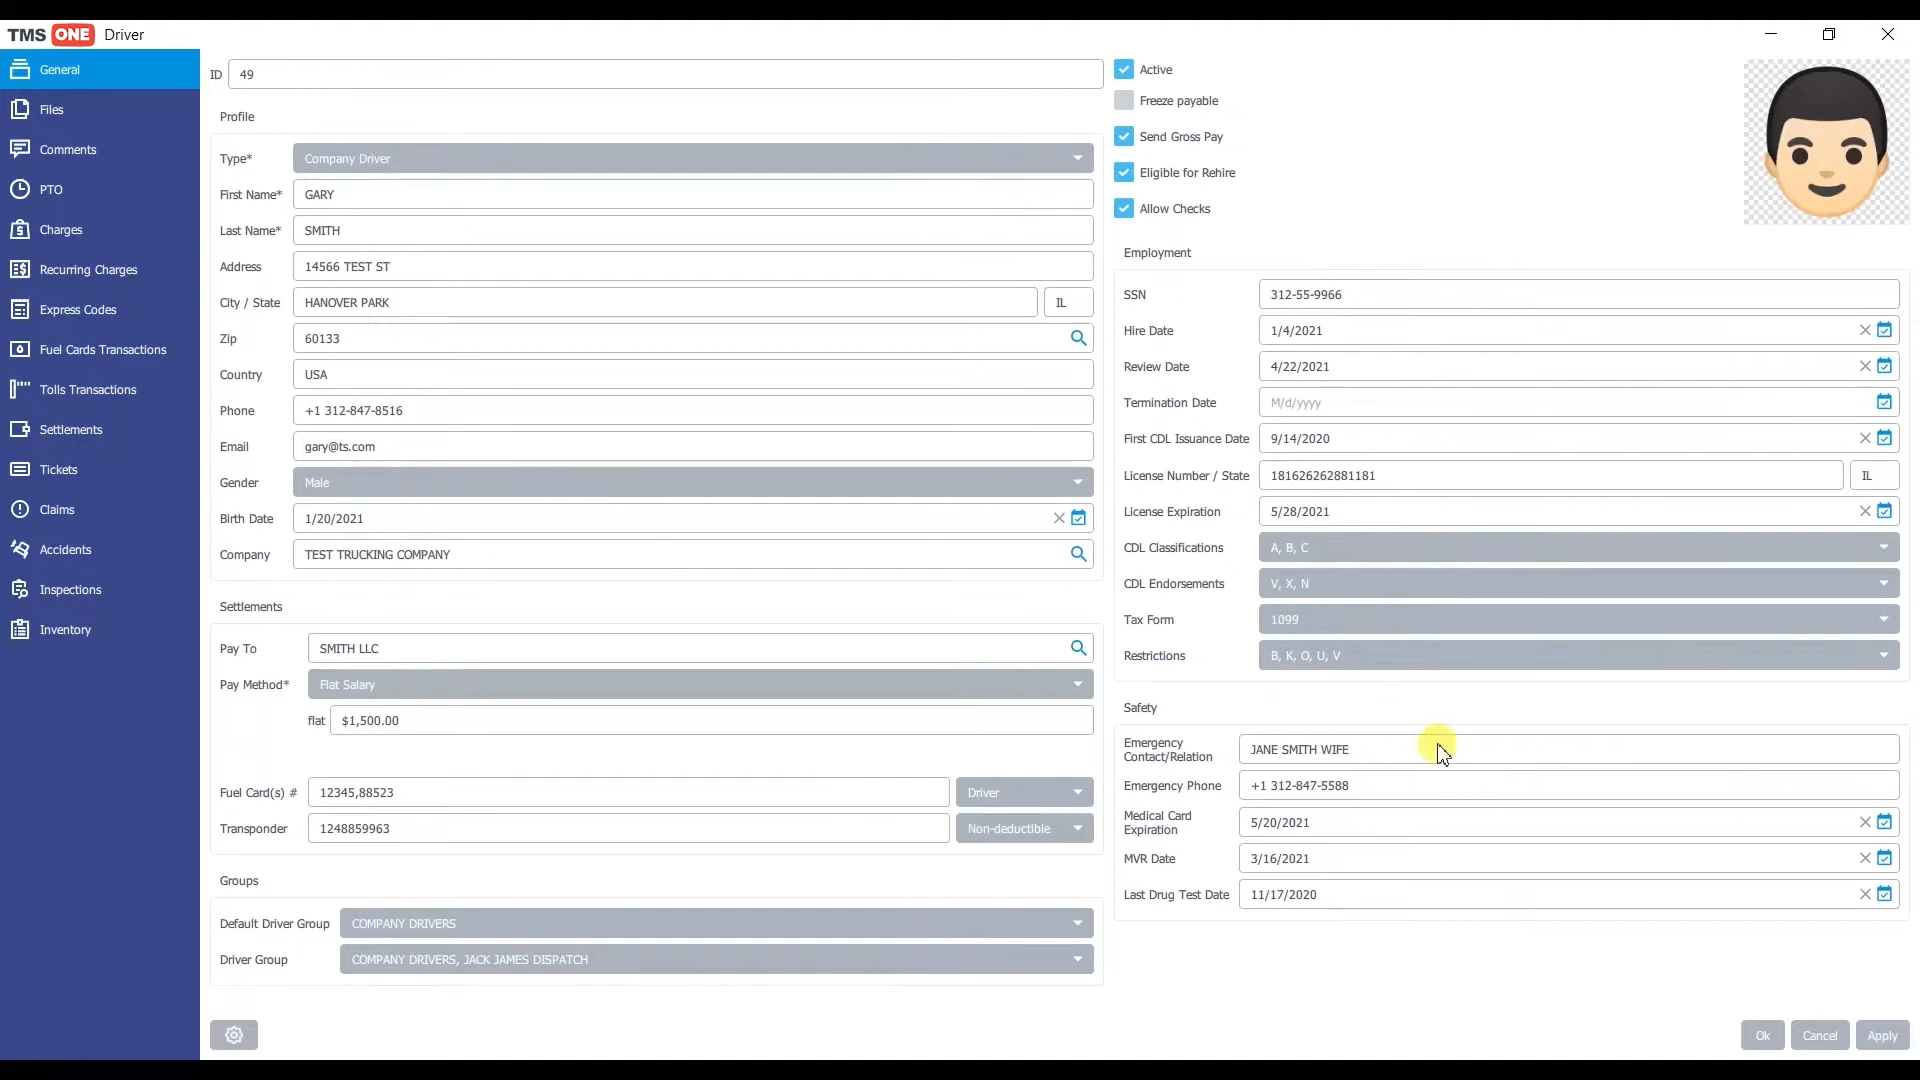 TMS ONE Driver
General
Files
Comments
PTO
Charges
Recurring Charges
Express Codes
Fuel Cards Transactions
Tolls Transactions
Settlements
Tickets
Claims
Accidents
Inspections
Inventory
ID 49
Profile
Type* Company Driver
First Name* GARY
Last Name* SMITH
Address 14566 TEST ST
City / State HANOVER PARK IL
Zip 60133
Country USA
Phone +1 312-847-8516
Email gary@ts.com
Gender Male
Birth Date 1/20/2021
Company TEST TRUCKING COMPANY
Settlements
Pay To SMITH LLC
Pay Method* Flat Salary
flat $1,500.00
Fuel Card(s) # 12345,88523 Driver
Transponder 1248859963 Non-deductible
Groups
Default Driver Group COMPANY DRIVERS
Driver Group COMPANY DRIVERS, JACK JAMES DISPATCH
Active
Freeze payable
Send Gross Pay
Eligible for Rehire
Allow Checks
Employment
SSN 312-55-9966
Hire Date 1/4/2021
Review Date 4/22/2021
Termination Date M/d/yyyy
First CDL Issuance Date 9/14/2020
License Number / State 181626262881181 IL
License Expiration 5/28/2021
CDL Classifications A, B, C
CDL Endorsements V, X, N
Tax Form 1099
Restrictions B, K, O, U, V
Safety
Emergency
Contact/Relation JANE SMITH WIFE
Emergency Phone +1 312-847-5588
Medical Card
Expiration 5/20/2021
MVR Date 3/16/2021
Last Drug Test Date 11/17/2020
Ok Cancel Apply